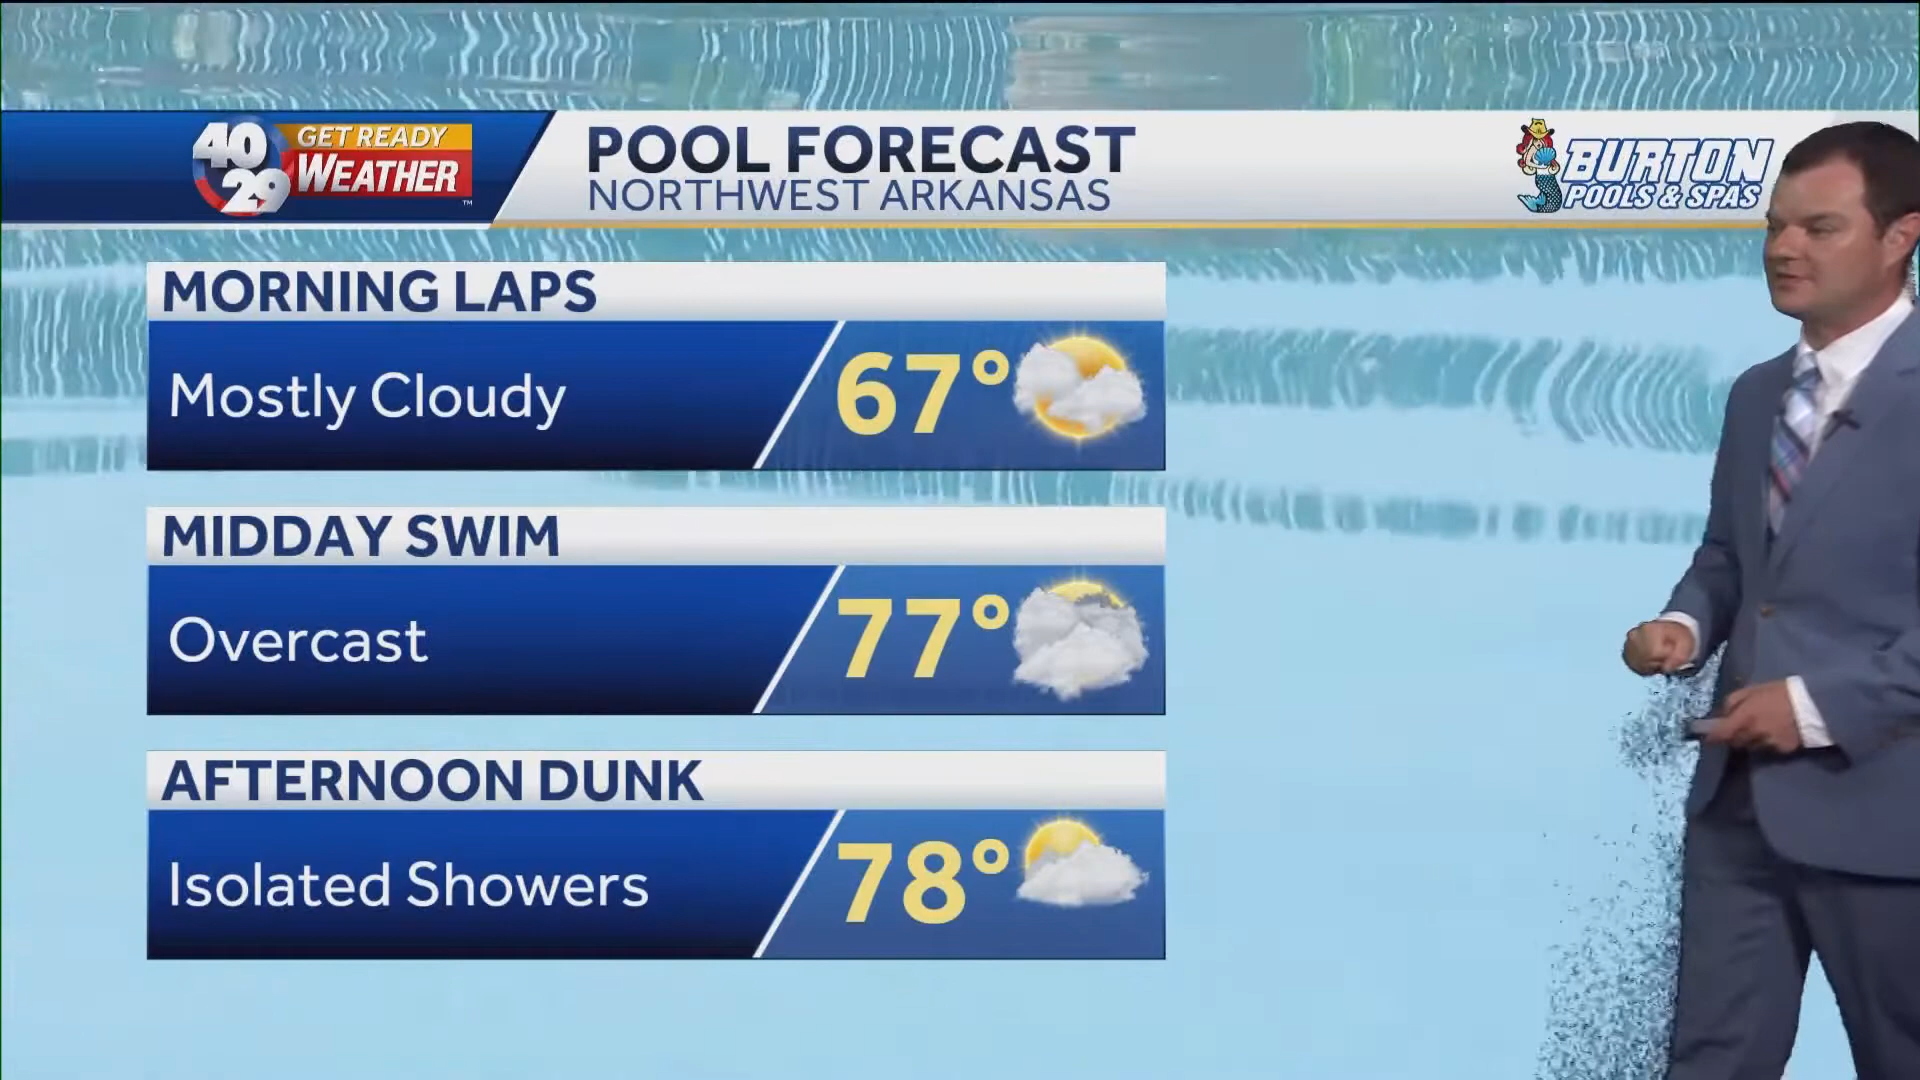 40
29
GET READY
WEATHER
™
POOL FORECAST
NORTHWEST ARKANSAS
BURTON
POOLS & SPAS
MORNING LAPS
Mostly Cloudy
67°
MIDDAY SWIM
Overcast
77°
AFTERNOON DUNK
Isolated Showers
78°